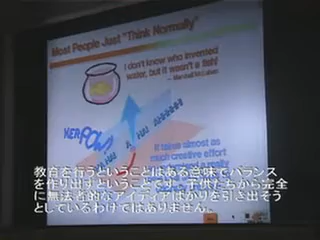 Most People Just "Think Normally"
I don't know who invented
water, but it wasn't a fish!
KERPOW!
It takes almost as
much creative effort
教育を行うということはある意味でバランス
を作り出すということです。子供たちから完全
に無法者的なアイディアばかりを引き出そう
としているわけではありません。